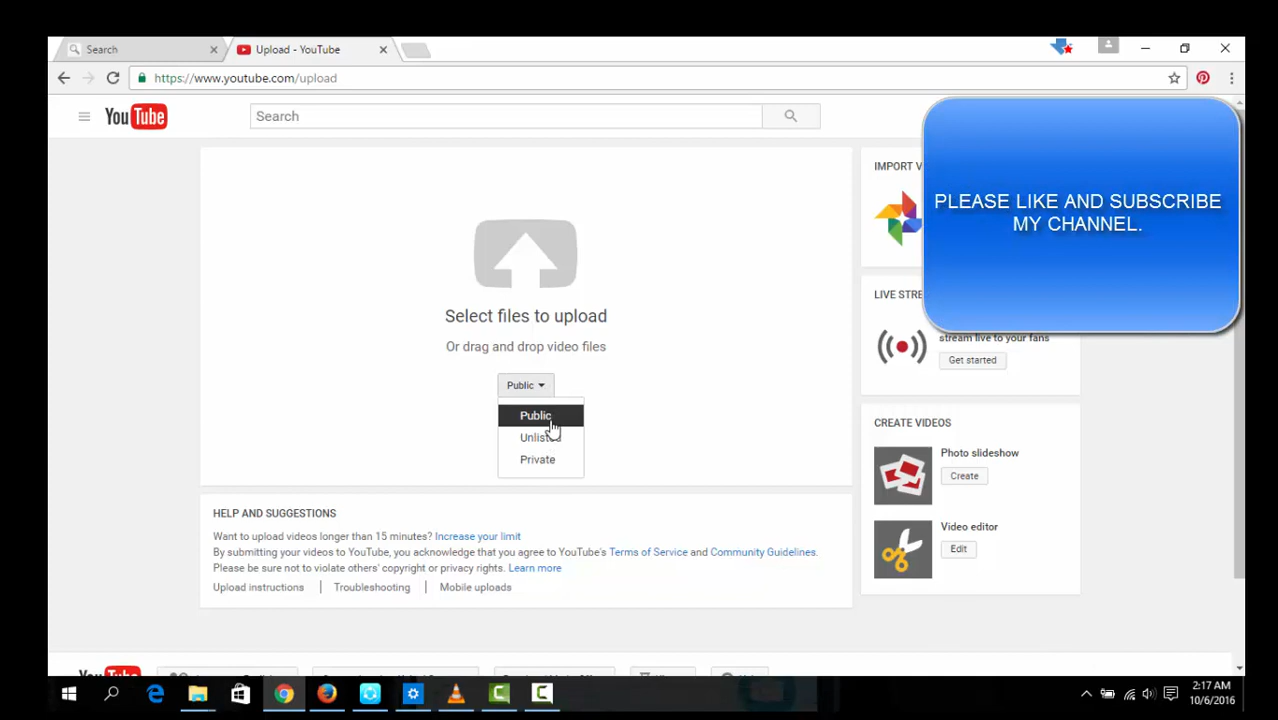 Search
Upload - YouTube
https://www.youtube.com/upload
YouTube
Search
Select files to upload
Or drag and drop video files
Public
Public
Private
HELP AND SUGGESTIONS
Want to upload videos longer than 15 minutes? Increase your limit
By submitting your videos to YouTube, you acknowledge that you agree to YouTube's Terms of Service and Community Guidelines.
Please be sure not to violate others' copyright or privacy rights. Learn more
Upload instructions | Troubleshooting | Mobile uploads
IMPORT V
PLEASE LIKE AND SUBSCRIBE
MY CHANNEL.
LIVE STRE
stream live to your fans
Get started
CREATE VIDEOS
Photo slideshow
Create
Video editor
Edit
2:17 AM
10/6/2016